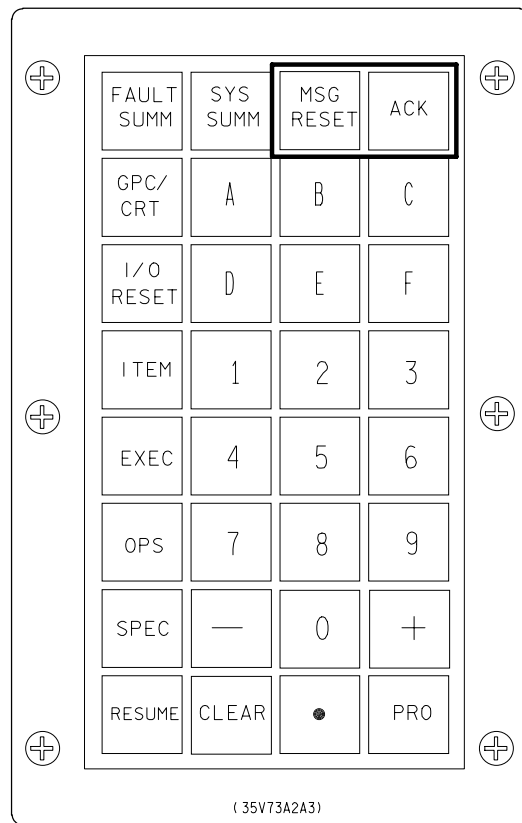 FAULT SUMM
SYS SUMM
MSG RESET
ACK
GPC/ CRT
A
B
C
I/O RESET
D
E
F
ITEM
1
2
3
EXEC
4
5
6
OPS
7
8
9
SPEC
—
0
+
RESUME
CLEAR
•
PRO
(35V73A2A3)